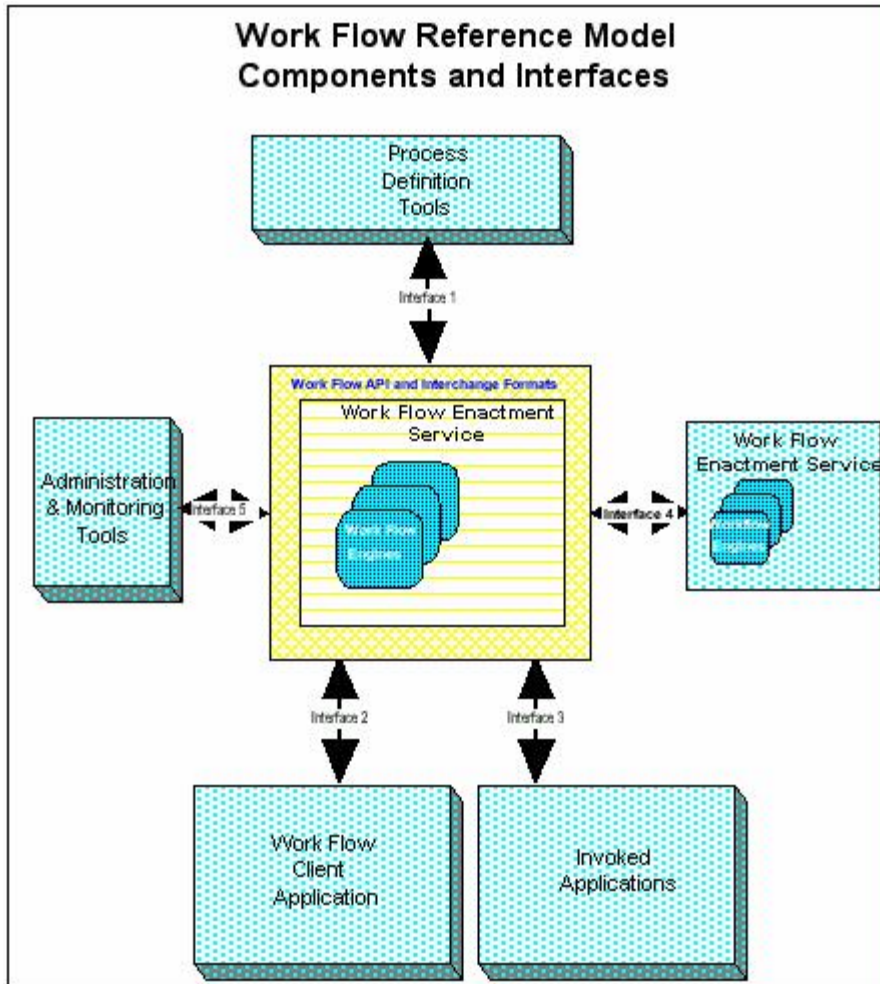 Work Flow Reference Model
Components and Interfaces
Process
Definition
Tools
Interface 1
Work Flow API and Interchange Formats
Work Flow Enactment
Service
Work Flow
Engines
Administration
& Monitoring
Tools
Interface 5
Interface 4
Work Flow
Enactment Service
Workflow
Engines
Interface 2
Interface 3
Work Flow
Client
Application
Invoked
Applications